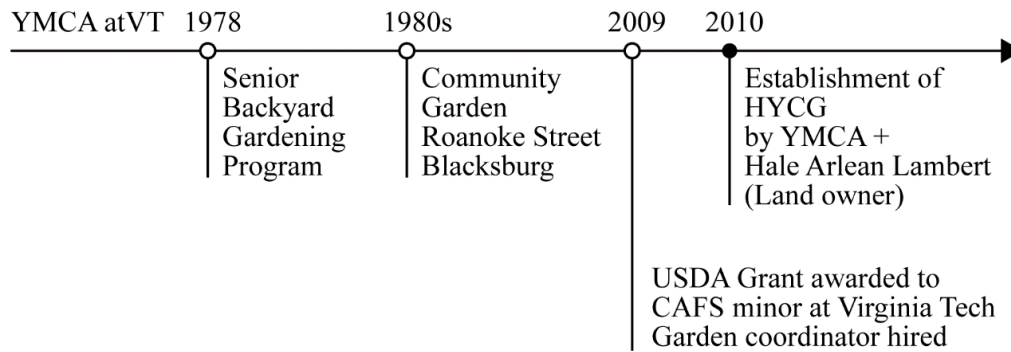 YMCA atVT 1978 1980s 2009 2010
Senior
Backyard
Gardening
Program
Community
Garden
Roanoke Street
Blacksburg
Establishment of
HYCG
by YMCA +
Hale Arlean Lambert
(Land owner)
USDA Grant awarded to
CAFS minor at Virginia Tech
Garden coordinator hired